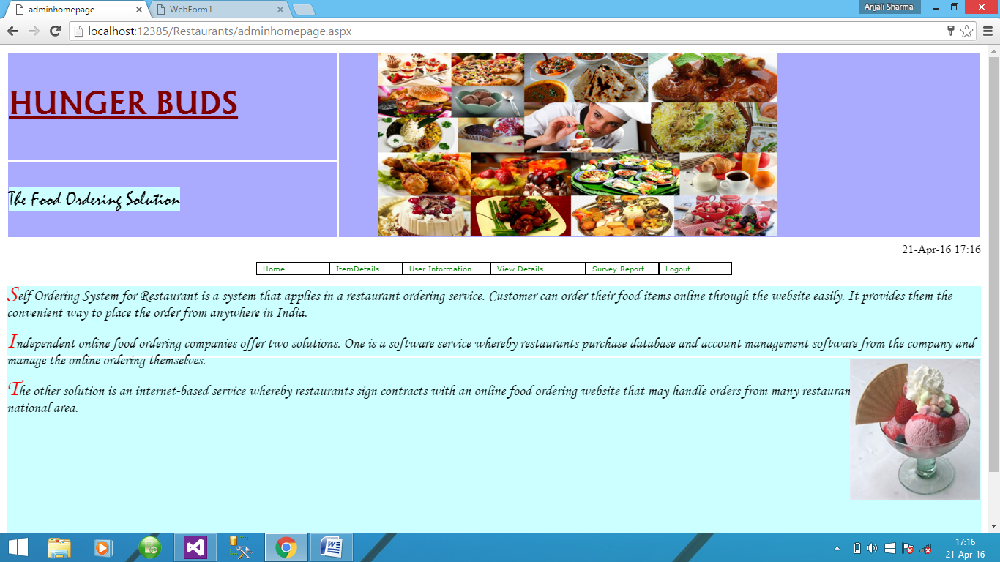 adminhomepage
WebForm1
Anjali Sharma
localhost:12385/Restaurants/adminhomepage.aspx
HUNGER BUDS
The Food Ordering Solution
21-Apr-16 17:16
Home
ItemDetails
User Information
View Details
Survey Report
Logout
Self Ordering System for Restaurant is a system that applies in a restaurant ordering service. Customer can order their food items online through the website easily. It provides them the
convenient way to place the order from anywhere in India.
Independent online food ordering companies offer two solutions. One is a software service whereby restaurants purchase database and account management software from the company and
manage the online ordering themselves.
The other solution is an internet-based service whereby restaurants sign contracts with an online food ordering website that may handle orders from many
national area.
17:16
21-Apr-16